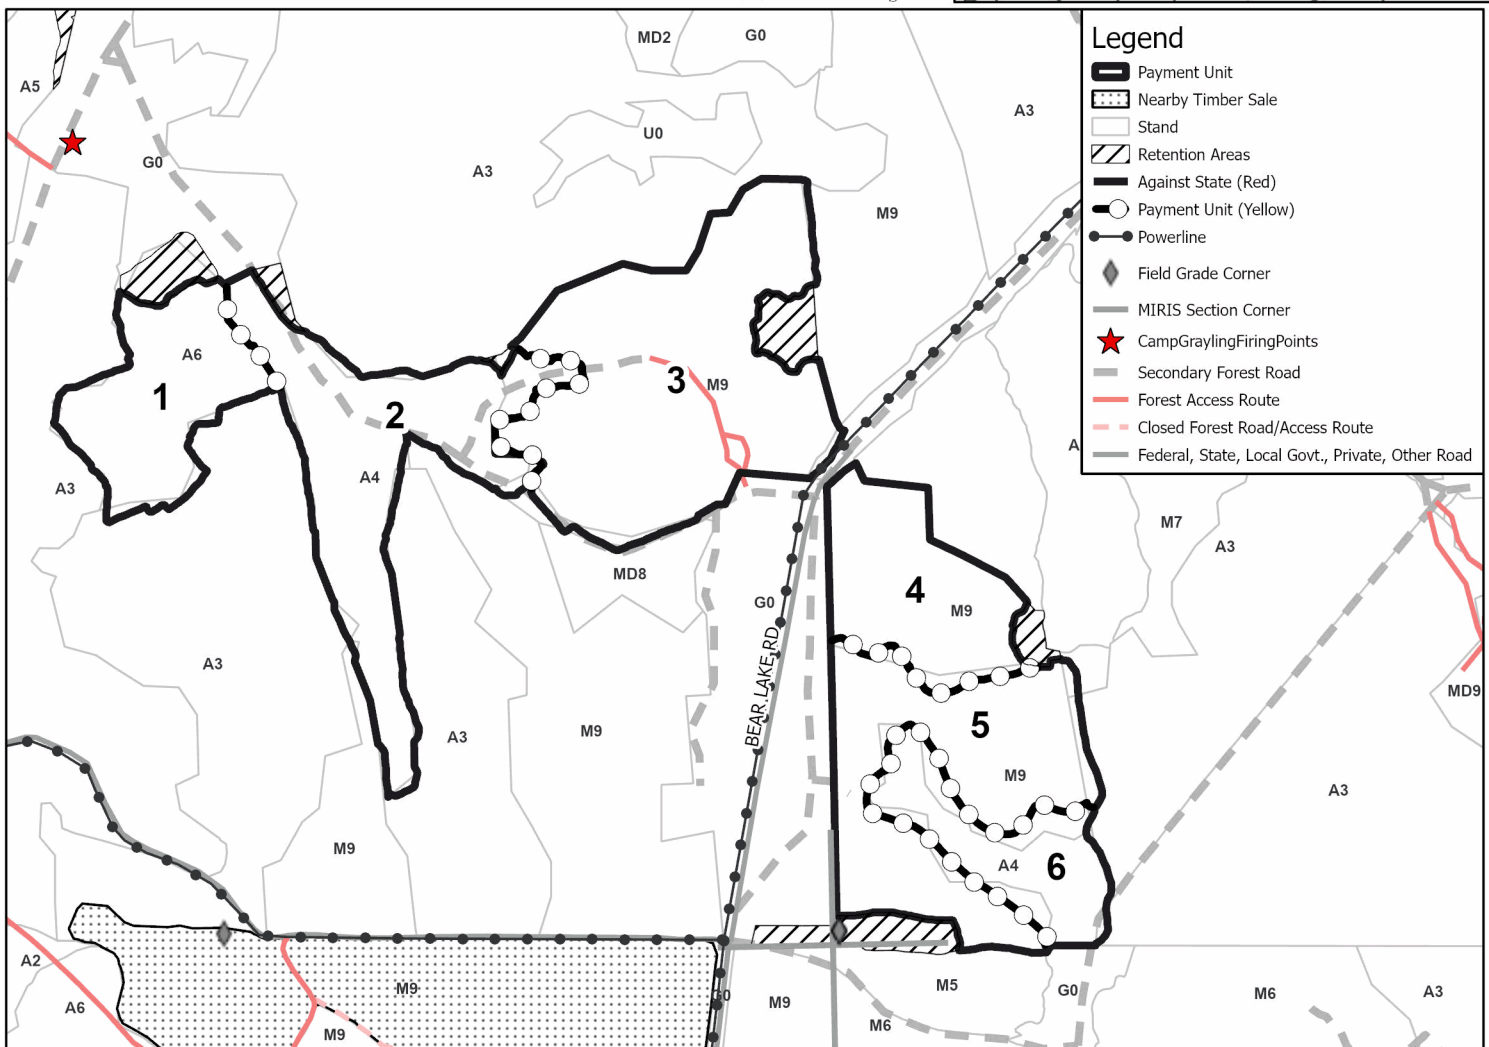 MD2
G0
A5
A3
U0
G0
A3
M9
Legend
Payment Unit
Nearby Timber Sale
Stand
Retention Areas
Against State (Red)
Payment Unit (Yellow)
Powerline
Field Grade Corner
MIRIS Section Corner
CampGraylingFiringPoints
Secondary Forest Road
Forest Access Route
Closed Forest Road/Access Route
Federal, State, Local Govt., Private, Other Road
A6
1
2
3
M9
A3
A4
M7
A3
MD8
G0
4
M9
BEAR LAKE RD
A3
MD9
A3
M9
5
M9
A3
M9
A4
6
A2
A6
M9
M9
M9
M5
M6
G0
M6
A3